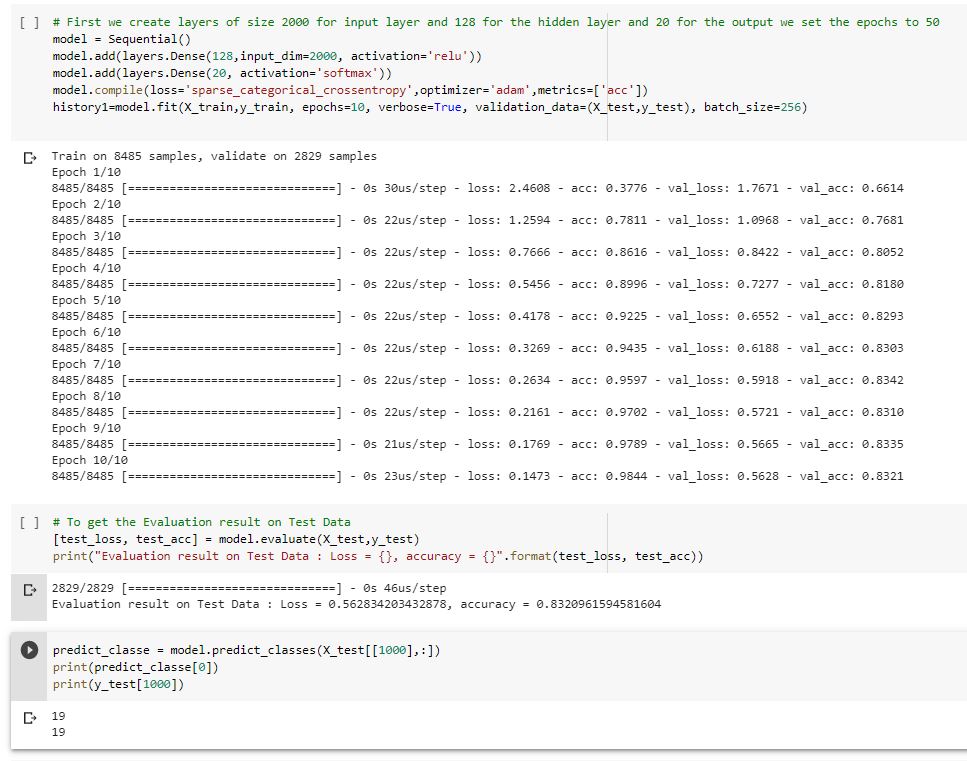 [ ] # First we create layers of size 2000 for input layer and 128 for the hidden layer and 20 for the output we set the epochs to 50
model = Sequential()
model.add(layers.Dense(128,input_dim=2000, activation='relu'))
model.add(layers.Dense(20, activation='softmax'))
model.compile(loss='sparse_categorical_crossentropy',optimizer='adam',metrics=['acc'])
history1=model.fit(X_train,y_train, epochs=10, verbose=True, validation_data=(X_test,y_test), batch_size=256)
Train on 8485 samples, validate on 2829 samples
Epoch 1/10
8485/8485 [==============================] - 0s 30us/step - loss: 2.4608 - acc: 0.3776 - val_loss: 1.7671 - val_acc: 0.6614
Epoch 2/10
8485/8485 [==============================] - 0s 22us/step - loss: 1.2594 - acc: 0.7811 - val_loss: 1.0968 - val_acc: 0.7681
Epoch 3/10
8485/8485 [==============================] - 0s 22us/step - loss: 0.7666 - acc: 0.8616 - val_loss: 0.8422 - val_acc: 0.8052
Epoch 4/10
8485/8485 [==============================] - 0s 22us/step - loss: 0.5456 - acc: 0.8996 - val_loss: 0.7277 - val_acc: 0.8180
Epoch 5/10
8485/8485 [==============================] - 0s 22us/step - loss: 0.4178 - acc: 0.9225 - val_loss: 0.6552 - val_acc: 0.8293
Epoch 6/10
8485/8485 [==============================] - 0s 22us/step - loss: 0.3269 - acc: 0.9435 - val_loss: 0.6188 - val_acc: 0.8303
Epoch 7/10
8485/8485 [==============================] - 0s 22us/step - loss: 0.2634 - acc: 0.9597 - val_loss: 0.5918 - val_acc: 0.8342
Epoch 8/10
8485/8485 [==============================] - 0s 22us/step - loss: 0.2161 - acc: 0.9702 - val_loss: 0.5721 - val_acc: 0.8310
Epoch 9/10
8485/8485 [==============================] - 0s 21us/step - loss: 0.1769 - acc: 0.9789 - val_loss: 0.5665 - val_acc: 0.8335
Epoch 10/10
8485/8485 [==============================] - 0s 23us/step - loss: 0.1473 - acc: 0.9844 - val_loss: 0.5628 - val_acc: 0.8321
[ ] # To get the Evaluation result on Test Data
[test_loss, test_acc] = model.evaluate(X_test,y_test)
print("Evaluation result on Test Data : Loss = {}, accuracy = {}".format(test_loss, test_acc))
2829/2829 [==============================] - 0s 46us/step
Evaluation result on Test Data : Loss = 0.562834203432878, accuracy = 0.8320961594581604
predict_classe = model.predict_classes(X_test[[1000],:])
print(predict_classe[0])
print(y_test[1000])
19
19